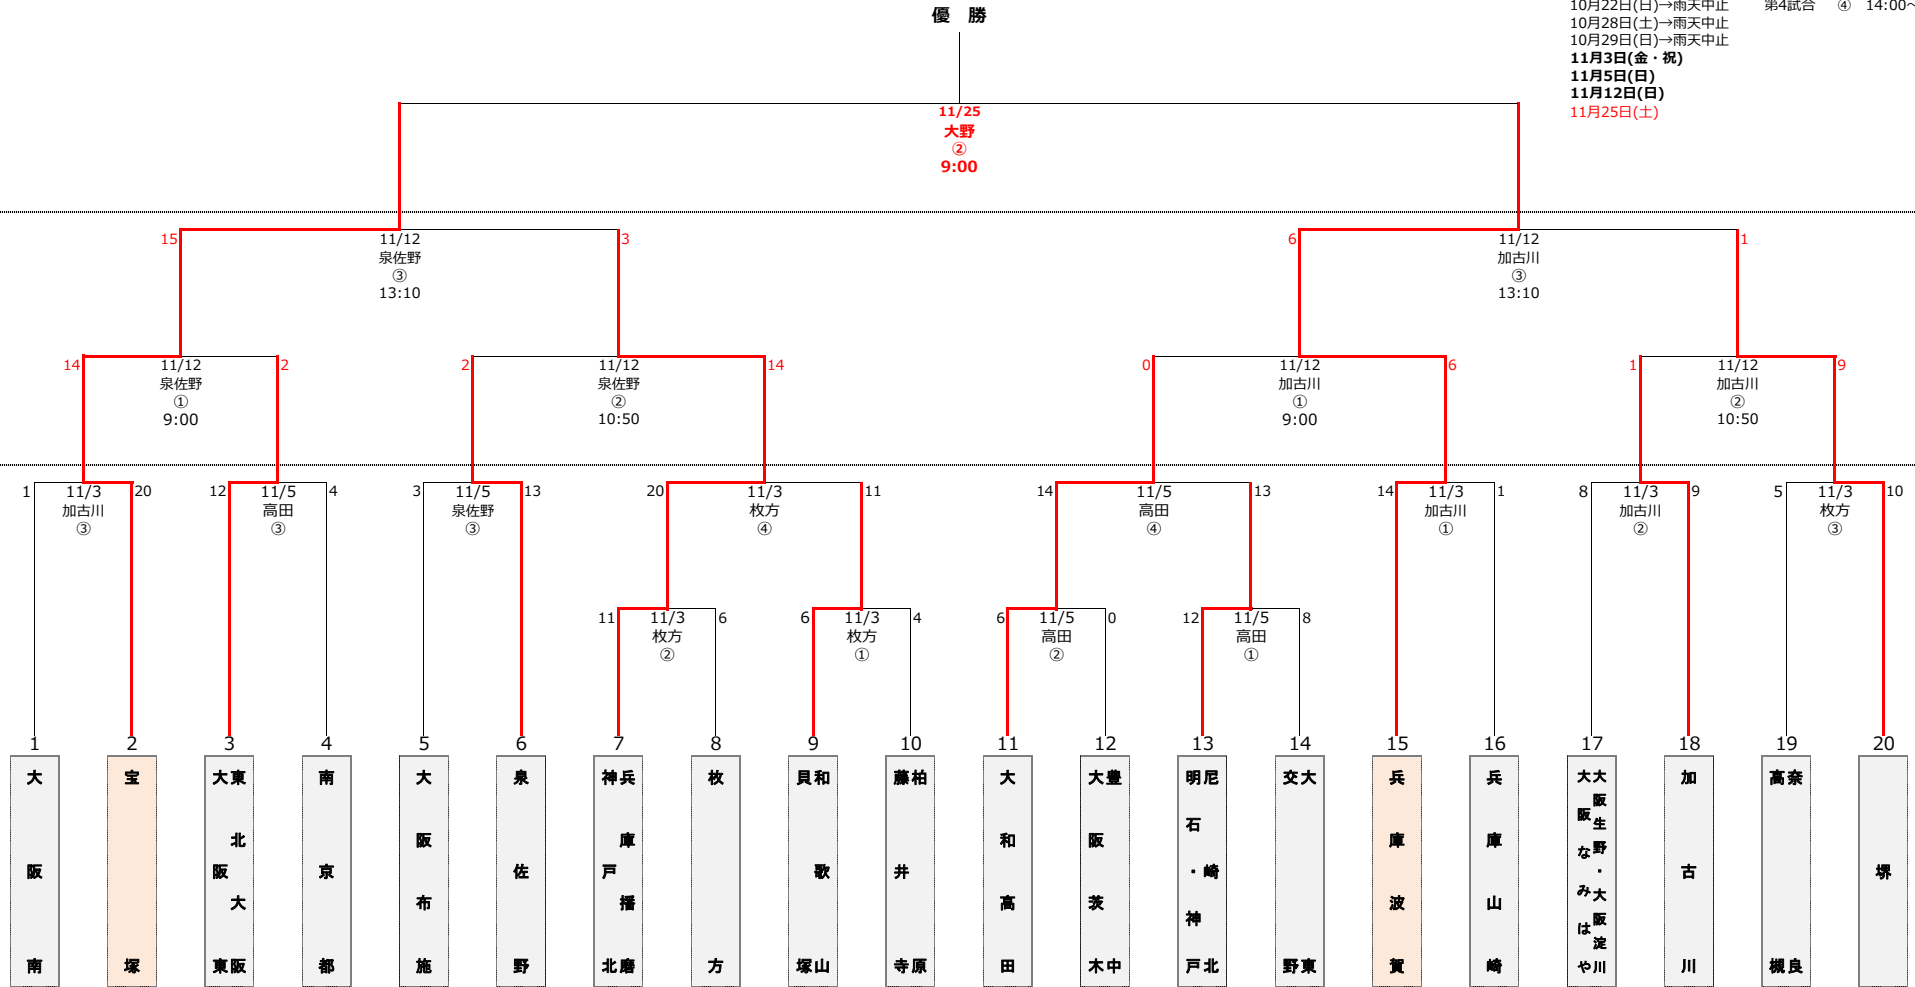 優　勝
10月22日(日)→雨天中止　第4試合　④　14:00～
10月28日(土)→雨天中止
10月29日(日)→雨天中止
11月3日(金・祝)
11月5日(日)
11月12日(日)
11月25日(土)
11/25
大野
②
9:00
15 11/12 3
泉佐野
③
13:10
6 11/12 1
加古川
③
13:10
14 11/12 2
泉佐野
①
9:00
2 11/12 14
泉佐野
②
10:50
0 11/12 6
加古川
①
9:00
1 11/12 9
加古川
②
10:50
1 11/3 20
加古川
③
12 11/5 4
高田
③
3 11/5 13
泉佐野
③
20 11/3 11
枚方
④
14 11/5 13
高田
④
14 11/3 1
加古川
①
8 11/3 9
加古川
②
5 11/3 10
枚方
③
11 11/3 6
枚方
②
6 11/3 4
枚方
①
6 11/5 0
高田
②
12 11/5 8
高田
①
1 2 3 4 5 6 7 8 9 10 11 12 13 14 15 16 17 18 19 20
大阪南
宝塚
東北大阪
大阪東
南京都
大阪布施
泉佐野
兵庫播磨
神戸北
枚方
和歌山
貝塚
柏原
藤井寺
大和高田
豊中
大阪茨木
尼崎北
明石・神戸
大東
交野
兵庫波賀
兵庫山崎
大阪生野・大阪淀川
大阪なみはや
加古川
奈良
高槻
堺